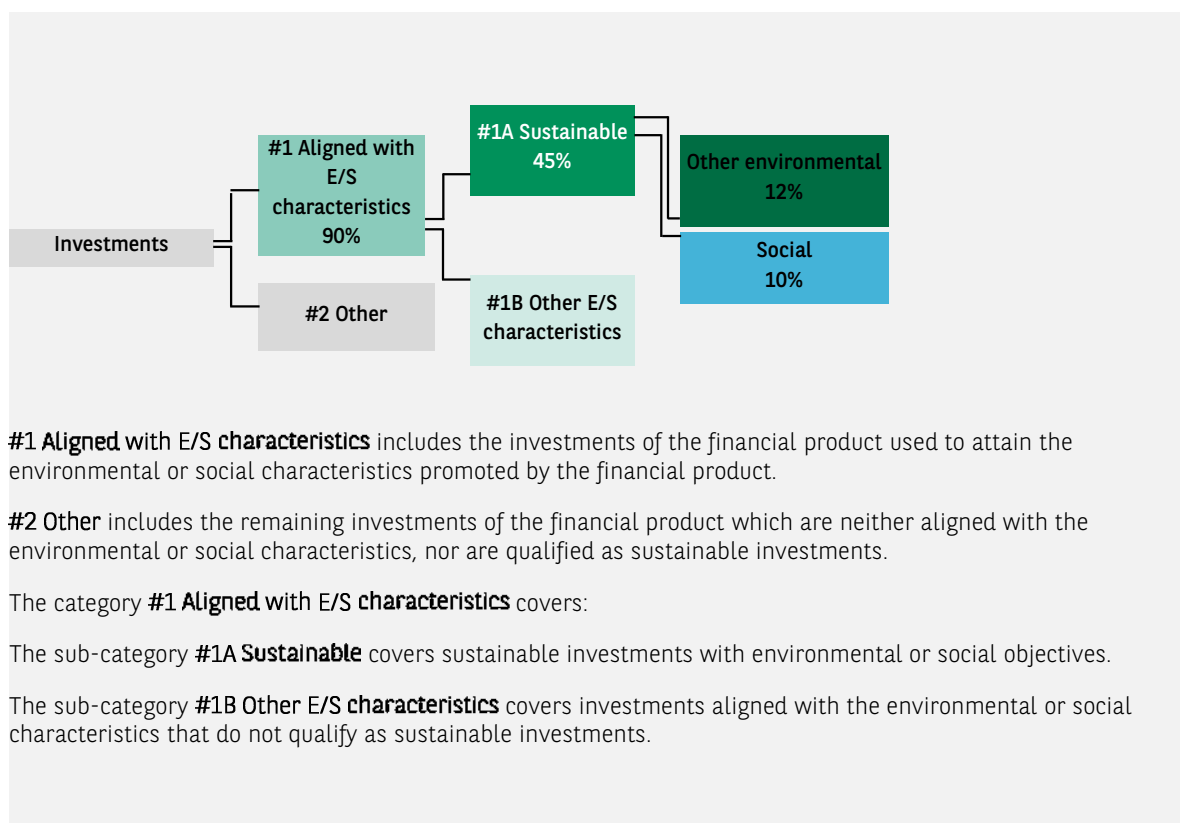 #1A Sustainable
45%
#1 Aligned with
E/S
characteristics
90%
Other environmental
12%
Investments
Social
10%
#2 Other
#1B Other E/S
characteristics
#1 Aligned with E/S characteristics includes the investments of the financial product used to attain the
environmental or social characteristics promoted by the financial product.
#2 Other includes the remaining investments of the financial product which are neither aligned with the
environmental or social characteristics, nor are qualified as sustainable investments.
The category #1 Aligned with E/S characteristics covers:
The sub-category #1A Sustainable covers sustainable investments with environmental or social objectives.
The sub-category #1B Other E/S characteristics covers investments aligned with the environmental or social
characteristics that do not qualify as sustainable investments.